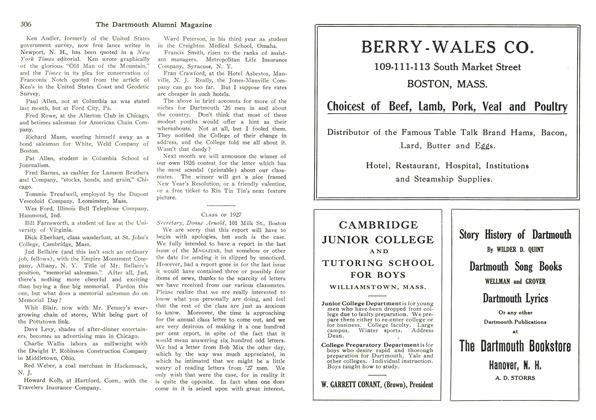 306 The Dartmouth Alumni Magazine
Ken Andler, formerly of the United States
government survey, now free lance writer in
Newport, N. H., has been quoted in a New
York Times editorial. Ken wrote graphically
of the glorious "Old Man of the Mountain,"
and the Times in its plea for conservation of
Franconia Notch quoted from the article of
Ken's in the United States Coast and Geodetic
Survey.
Paul Allen, not at Columbia as was stated
last month, but at Ford City, Pa.
Fred Rowe, at the Allerton Club in Chicago,
and betimes salesman for American Chain Com-
pany.
Richard Mann, wasting himself away as a
bond salesman for White, Weld Company of
Boston.
Pat Allen, student in Columbia School of
Journalism.
Fred Barnes, as cashier for Lamson Brothers
and Company, "stocks, bonds, and grain," Chi-
cago.
Tommie Treadwell, employed by the Dupont
Vescoloid Company, Leominster, Mass.
Wes Ford, Illinois Bell Telephone Company,
Hammond, Ind.
Bill Farnsworth, a student of law at the Uni-
versity of Virginia.
Dick Eberhart, class wanderlust, at St. John's
College, Cambridge, Mass.
Jud Bellaire (and this isn't such an ordinary
job, fellows), with the Empire Monument Com-
pany, Albany, N. Y. Title of Mr. Bellaire's
position, "memorial salesman." After all, Jud,
there's nothing more cheerful and exciting
than buying a fine big memorial. Pardon this
one, but what does a memorial salesman do on
Memorial Day?
Whit Blair, now with Mr. Penney's ever-
growing chain of stores, Whit being part of
the Pottstown link.
Dave Levy, shades of after-dinner entertain-
ers, becomes an advertising man in Chicago.
Charlie Wallis labors as millwright with
the Dwight P. Robinson Construction Company
in Middletown, Ohio.
Red Weber, a coal merchant in Hackensack,
N. J.
Howard Kolb, at Hartford, Conn., with the
Travelers Insurance Company.
Ward Peterson, in his third year as student
in the Creighton Medical School, Omaha.
Francis Smith, risen to the ranks of assist-
ant managers. Metropolitan Life Insurance
Company, Syracuse, N. Y.
Fran Crawford, at the Hotel Asbeston, Man-
ville, N. J. Really, the Jones-Manville Com-
pany can go too far. But I suppose fire rates
are cheaper in such hotels.
The above in brief accounts for more of the
niches for Dartmouth '26 men in and about
the country. Don't think that most of these
modest youths would offer a hint as their
whereabouts. Not at all, but I fooled them.
They notified the College of their change in
address, and the College told me all about it.
Wasn't that dandy?
Next month we will announce the winner of
our own 1926 contest for the letter which has
the most scandal (printable) about our class-
mates. The winner will get a nice framed
New Year's Resolution, or a friendly valentine,
or a free ticket to Rin Tin Tin's next feature
picture.
CLASS OF 1927
Secretary, Doane Arnold, 101 Milk St., Boston
We are sorry that this report will have to
begin with apologies, but such is the case.
We fully intended to have a report in the last
issue of the MAGAZINE, but somehow or other
the date for sending it in slipped by unnoticed.
However, had a report gone in for the last issue
it would have contained three or possibly four
items of news, thanks to the scarcity of letters
we have received from our various classmates.
Please realize that we are really interested to
know what you personally are doing, and feel
that the rest of the class are just as anxious
to know. Moreover, the time is approaching
for the annual class letter to come out, and we
are very desirous of making it a one hundred
per cent report, in spite of the fact that it
would mean answering six hundred odd letters.
We had a letter from Bob Mix the other day,
which by the way was much appreciated, in
which he intimated that we might be a little
weary of reading letters from '27 men. We
only wish that were the case, for in reality it
is quite the opposite. In fact when one does
come in it is seized upon with great interest,
BERRY-WALES CO.
109-111-113 South Market Street
BOSTON, MASS.
Choicest of Beef, Lamb, Pork, Veal and Poultry
Distributor of the Famous Table Talk Brand Hams, Bacon,
Lard, Butter and Eggs.
Hotel, Restaurant, Hospital, Institutions
and Steamship Supplies.
CAMBRIDGE
JUNIOR COLLEGE
AND
TUTORING SCHOOL
FOR BOYS
WILLIAMSTOWN, MASS.
Junior College Department is for young
men who have been dropped from col-
lege due to faulty preparation. We pre-
pare them either to re-enter college or
for business. College faculty. Large
campus. Winter sports. Address
Dean.
College Preparatory Department is for
boys who desire rapid and thorough
preparation for Dartmouth, Yale and
other colleges. Individual instruction.
Boys taught how to study.
W. GARRETT CONANT, (Brown), President
Story History of Dartmouth
By WILDER D. QUINT
Dartmouth Song Books
WELLMAN and GROVER
Dartmouth Lyrics
Or any other
Dartmouth Publications
at
The Dartmouth Bookstore
Hanover, N. H.
A. D. STORRS